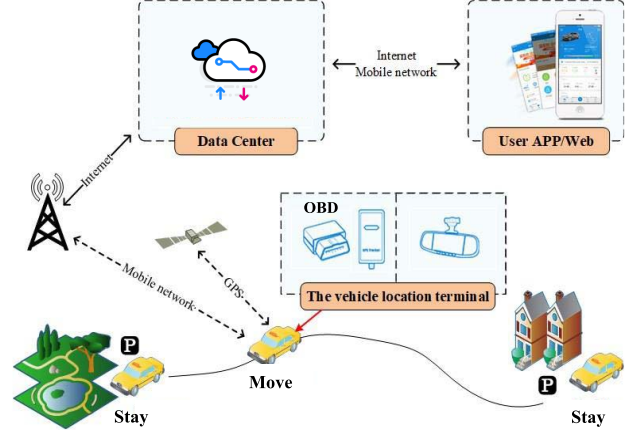 Internet
Mobile network
Data Center
User APP/Web
Internet
OBD
Mobile network
GPS
The vehicle location terminal
P
Move
P
Stay
Stay